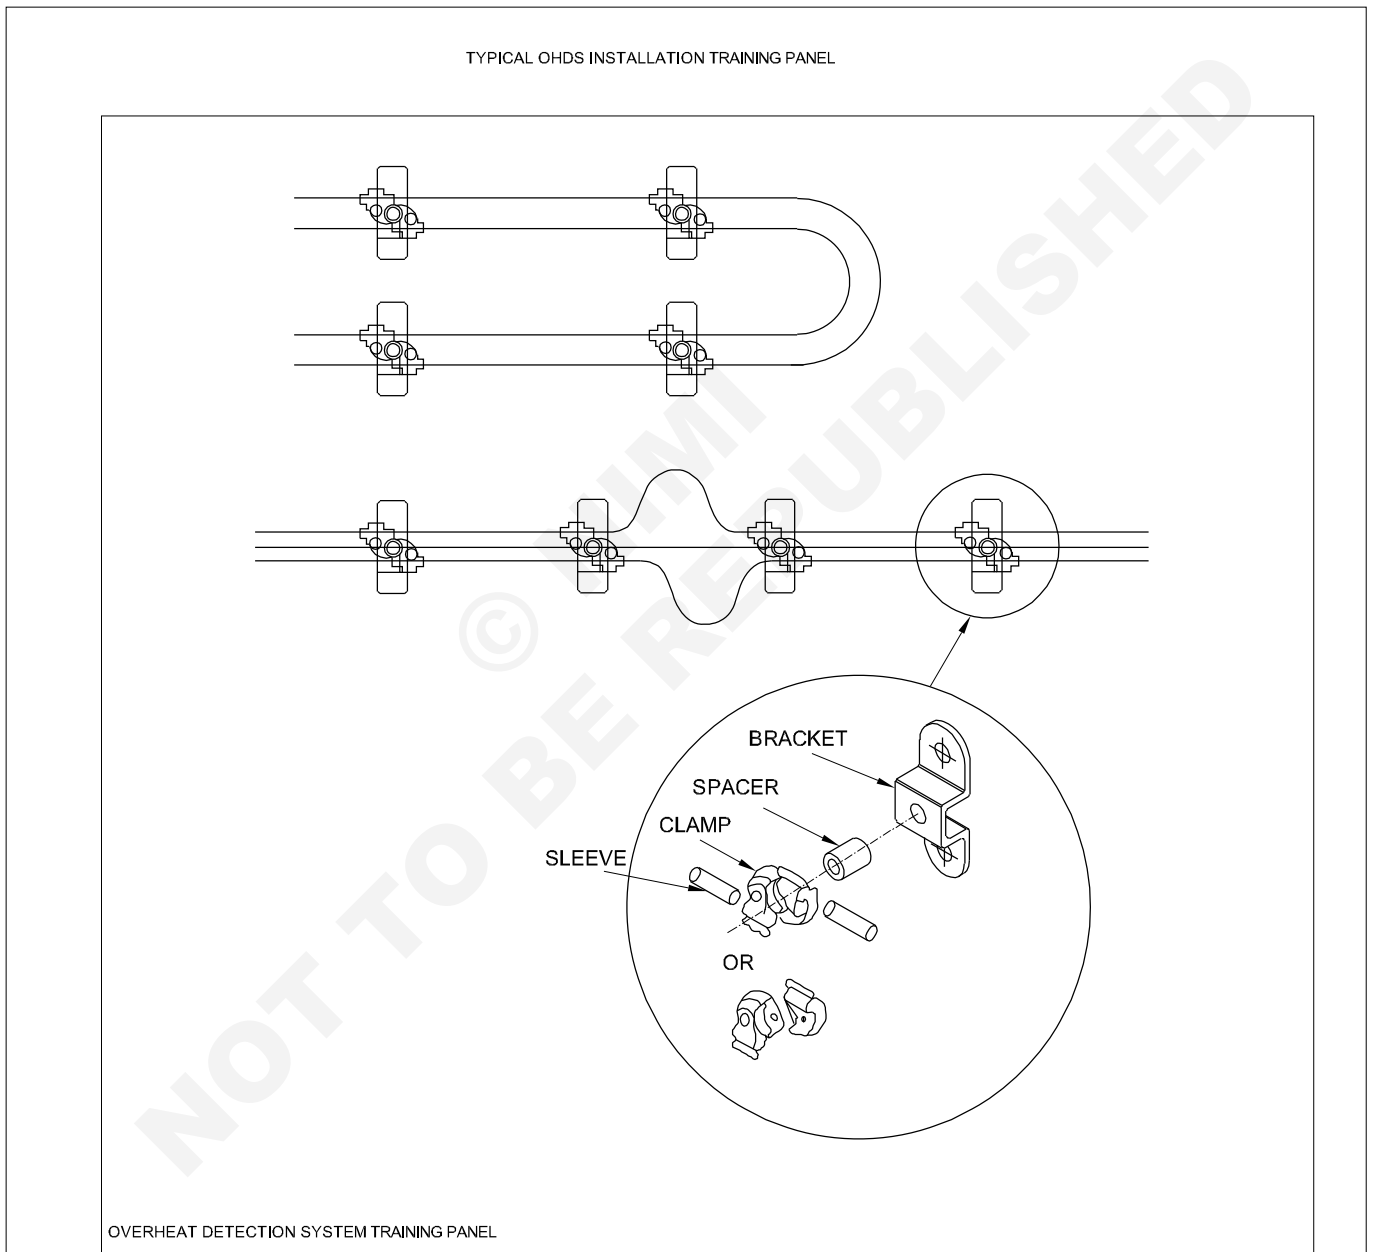 TYPICAL OHDS INSTALLATION TRAINING PANEL
© NIMI
NOT TO BE REPUBLISHED
BRACKET
SPACER
CLAMP
SLEEVE
OR
OVERHEAT DETECTION SYSTEM TRAINING PANEL